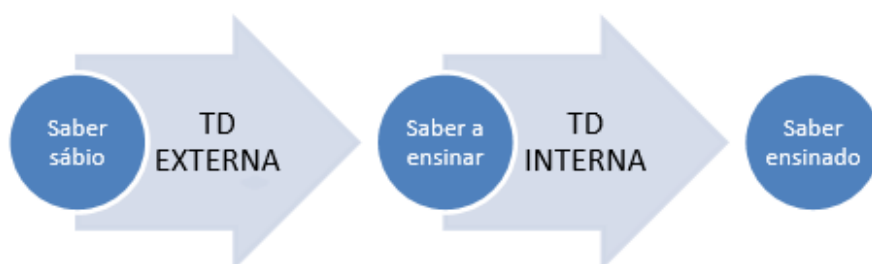 Saber
sábio
TD
EXTERNA
Saber a
ensinar
TD
INTERNA
Saber
ensinado